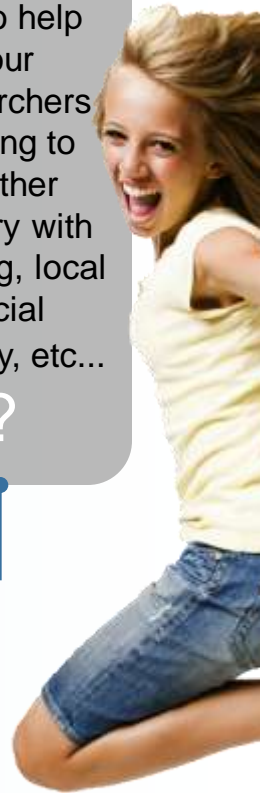 o help
our
rchers
ng to
ther
ry with
g, local
cial
y, etc...
?